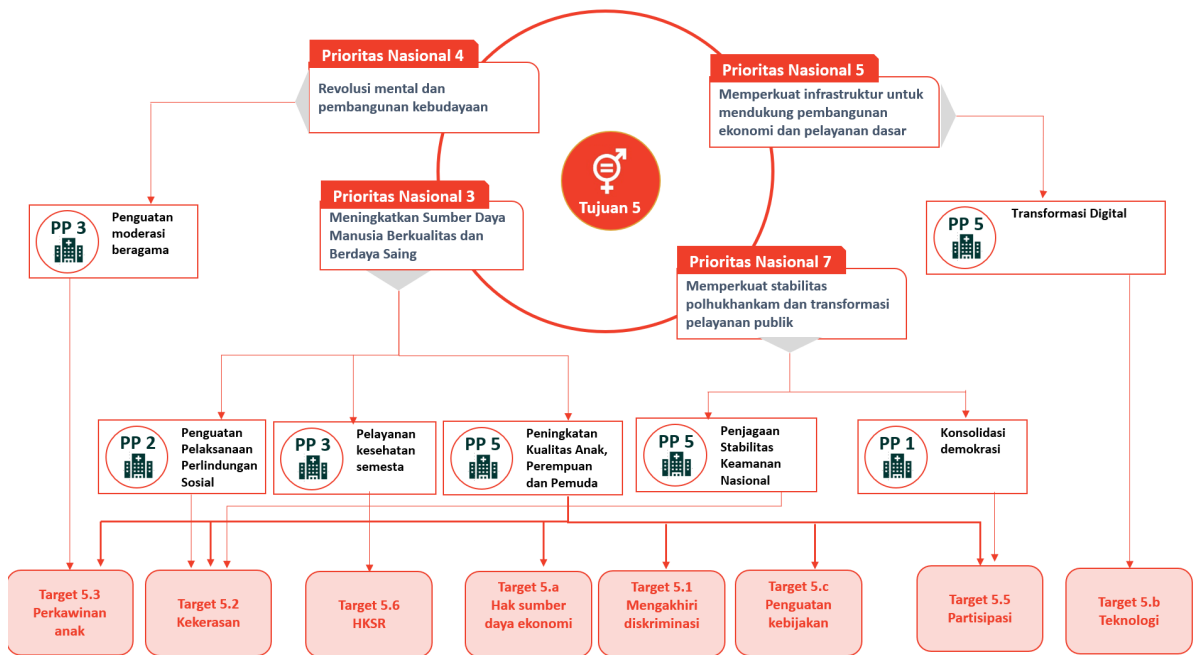 Prioritas Nasional 4
Revolusi mental dan
pembangunan kebudayaan
Prioritas Nasional 5
Memperkuat infrastruktur untuk
mendukung pembangunan
ekonomi dan pelayanan dasar
Tujuan 5
Prioritas Nasional 3
Meningkatkan Sumber Daya
Manusia Berkualitas dan
Berdaya Saing
Prioritas Nasional 7
Memperkuat stabilitas
polhukhankam dan transformasi
pelayanan publik
PP 3
Penguatan
moderasi
beragama
PP 5
Transformasi Digital
PP 2
Penguatan
Pelaksanaan
Perlindungan
Sosial
PP 3
Pelayanan
kesehatan
semesta
PP 5
Peningkatan
Kualitas Anak,
Perempuan
dan Pemuda
PP 5
Penjagaan
Stabilitas
Keamanan
Nasional
PP 1
Konsolidasi
demokrasi
Target 5.3
Perkawinan
anak
Target 5.2
Kekerasan
Target 5.6
HKSR
Target 5.a
Hak sumber
daya ekonomi
Target 5.1
Mengakhiri
diskriminasi
Target 5.c
Penguatan
kebijakan
Target 5.5
Partisipasi
Target 5.b
Teknologi